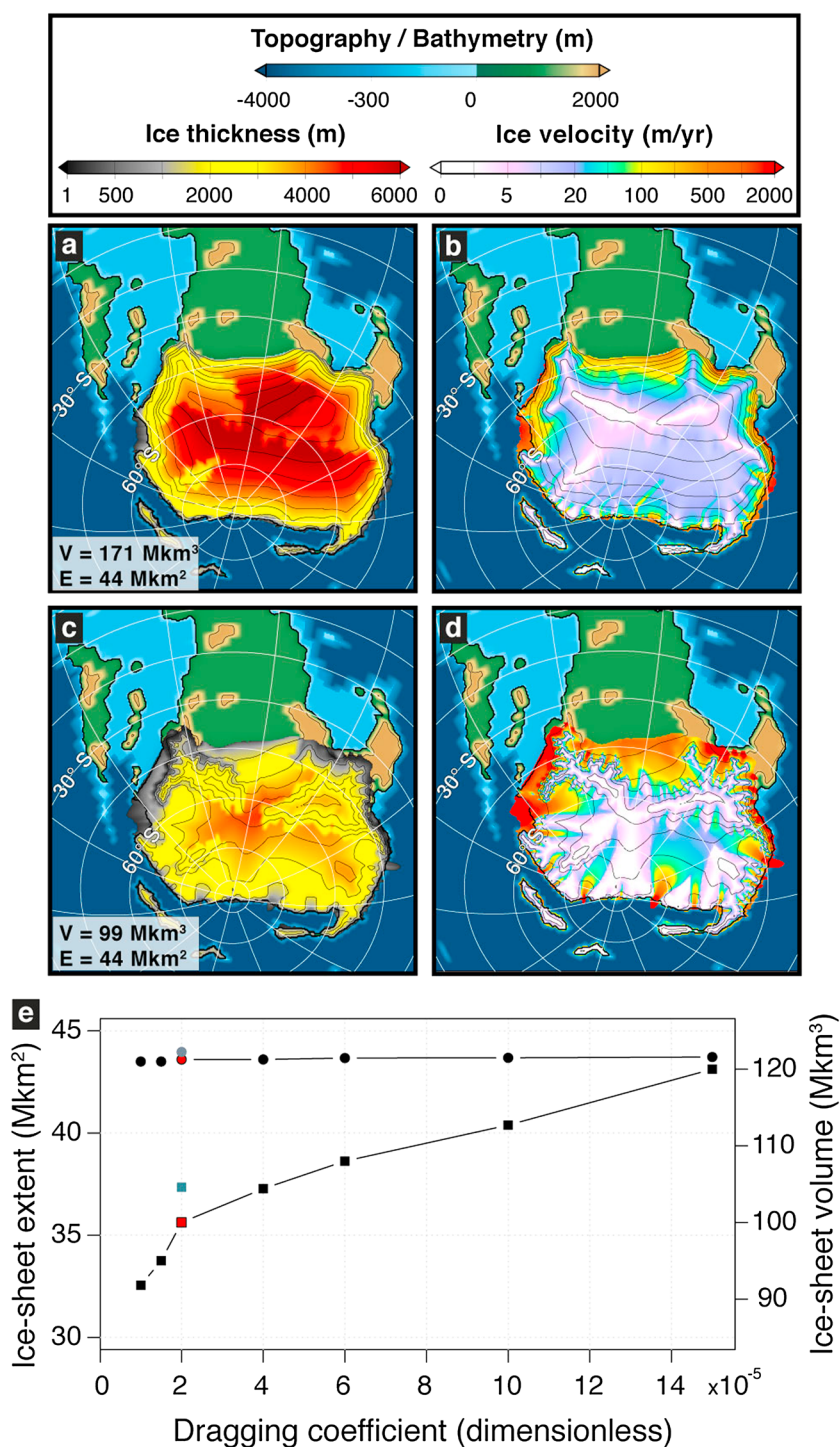 Topography / Bathymetry (m)
-4000 -300 0 2000
Ice thickness (m) Ice velocity (m/yr)
1 500 2000 4000 6000 0 5 20 100 500 2000
a b
30° S 30° S
60° S 60° S
V = 171 Mkm³
E = 44 Mkm²
c d
30° S 30° S
60° S 60° S
V = 99 Mkm³
E = 44 Mkm²
e
Ice-sheet extent (Mkm²)
45
40
35
30
120
110
100
90
Ice-sheet volume (Mkm³)
0 2 4 6 8 10 12 14 x10⁻⁵
Dragging coefficient (dimensionless)